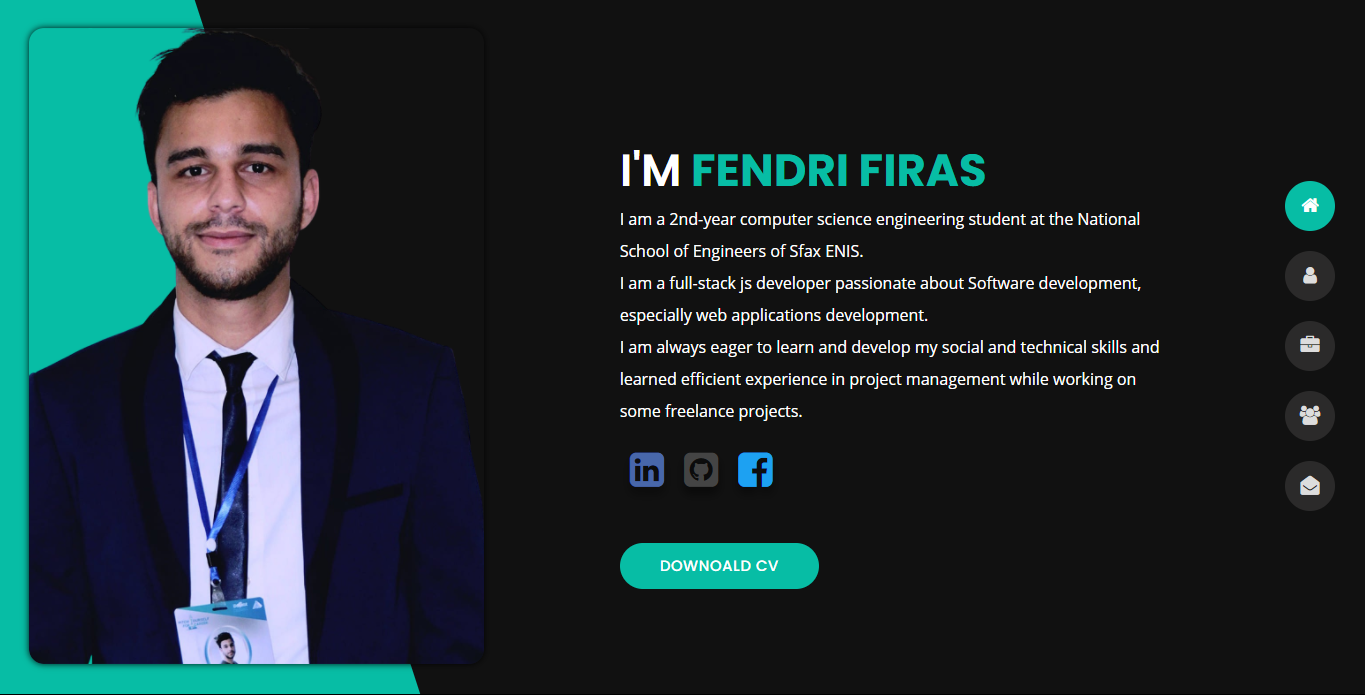 I'M FENDRI FIRAS
I am a 2nd-year computer science engineering student at the National
School of Engineers of Sfax ENIS.
I am a full-stack js developer passionate about Software development,
especially web applications development.
I am always eager to learn and develop my social and technical skills and
learned efficient experience in project management while working on
some freelance projects.
in
DOWNOALD CV